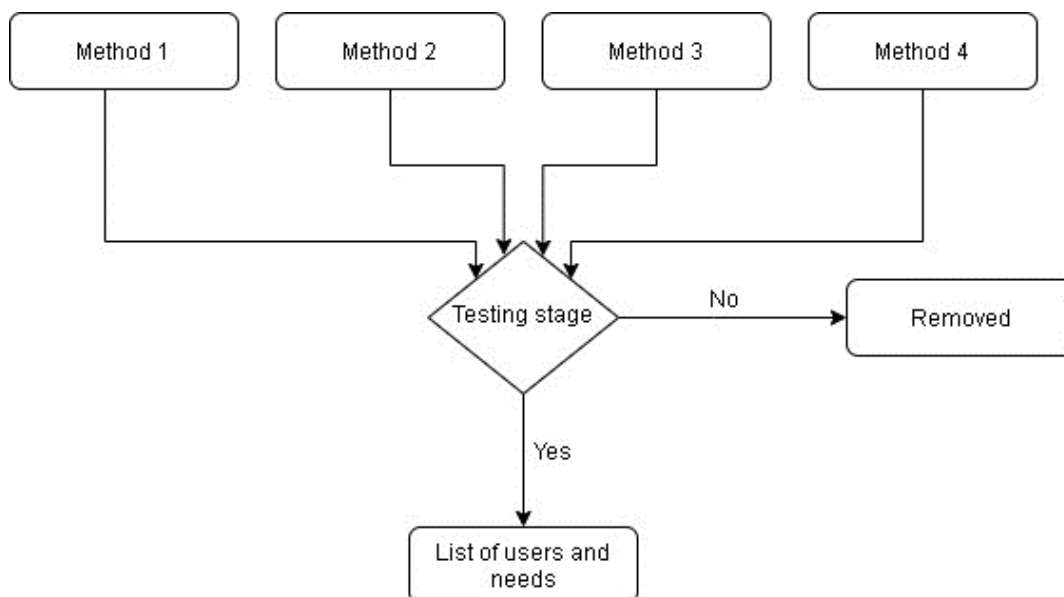 Method 1
Method 2
Method 3
Method 4
Testing stage
No
Removed
Yes
List of users and
needs